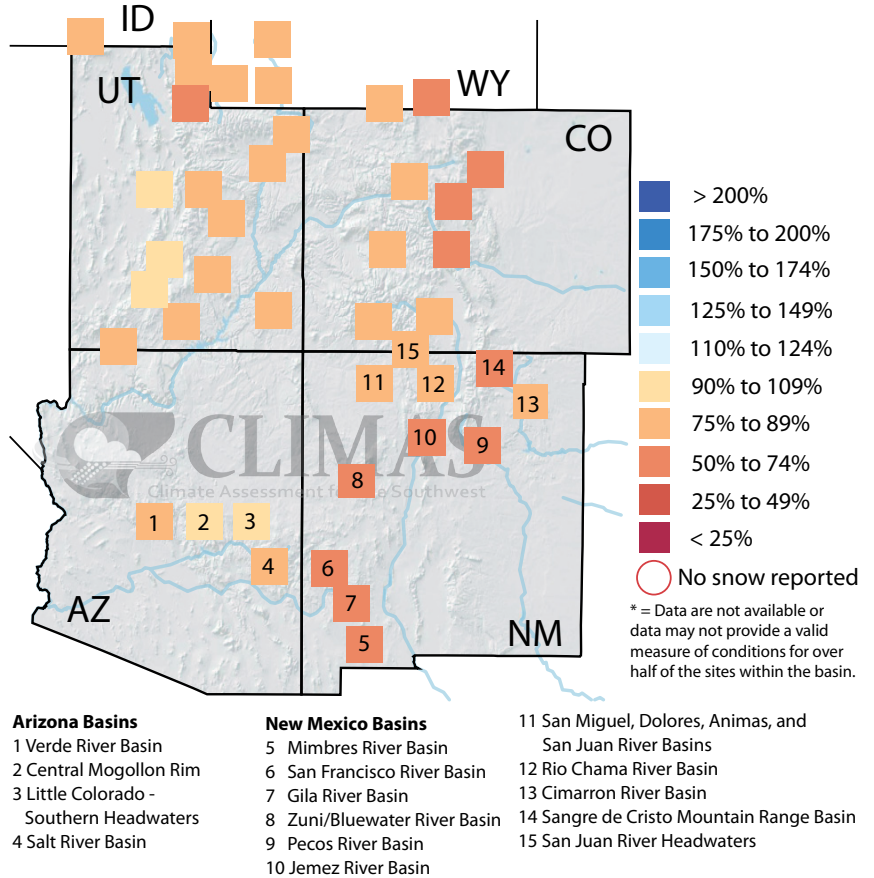 ID
UT
WY
CO
> 200%
175% to 200%
150% to 174%
125% to 149%
110% to 124%
90% to 109%
75% to 89%
50% to 74%
25% to 49%
< 25%
No snow reported
* = Data are not available or
data may not provide a valid
measure of conditions for over
half of the sites within the basin.
15
14
11
12
13
10
9
8
CLIMAS
Climate Assessment for the Southwest
1
2
3
4
6
7
5
AZ
NM
Arizona Basins
1 Verde River Basin
2 Central Mogollon Rim
3 Little Colorado -
Southern Headwaters
4 Salt River Basin
New Mexico Basins
5 Mimbres River Basin
6 San Francisco River Basin
7 Gila River Basin
8 Zuni/Bluewater River Basin
9 Pecos River Basin
10 Jemez River Basin
11 San Miguel, Dolores, Animas, and
San Juan River Basins
12 Rio Chama River Basin
13 Cimarron River Basin
14 Sangre de Cristo Mountain Range Basin
15 San Juan River Headwaters